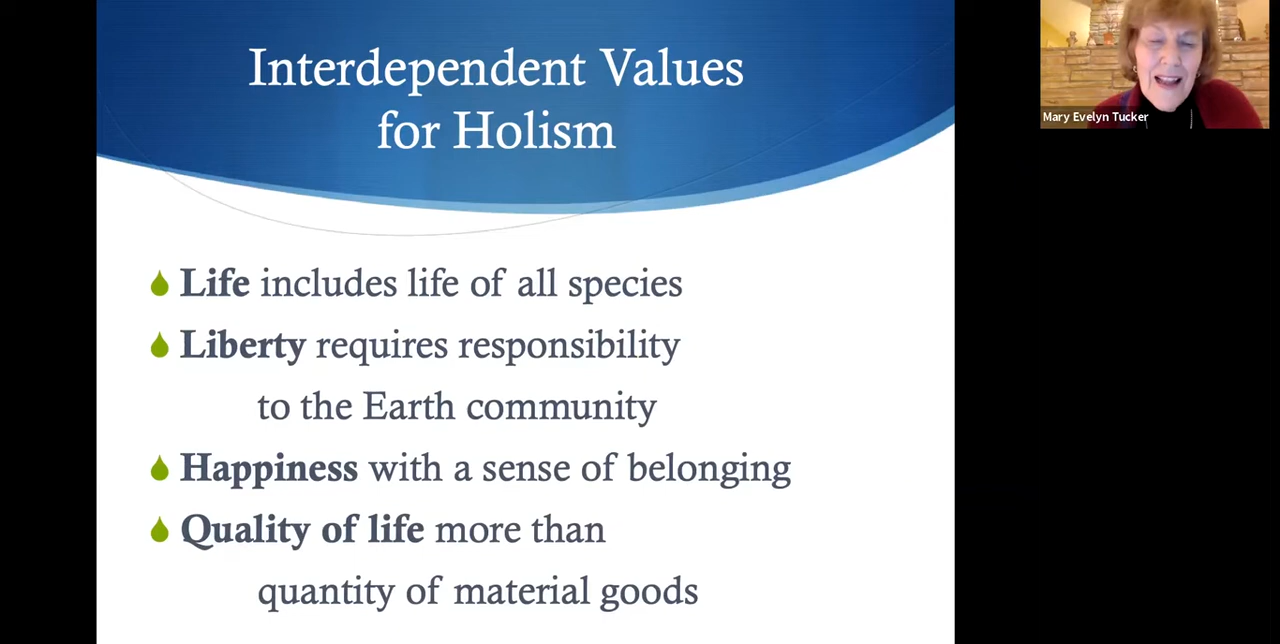 Interdependent Values
for Holism
Mary Evelyn Tucker
Life includes life of all species
Liberty requires responsibility
to the Earth community
Happiness with a sense of belonging
Quality of life more than
quantity of material goods